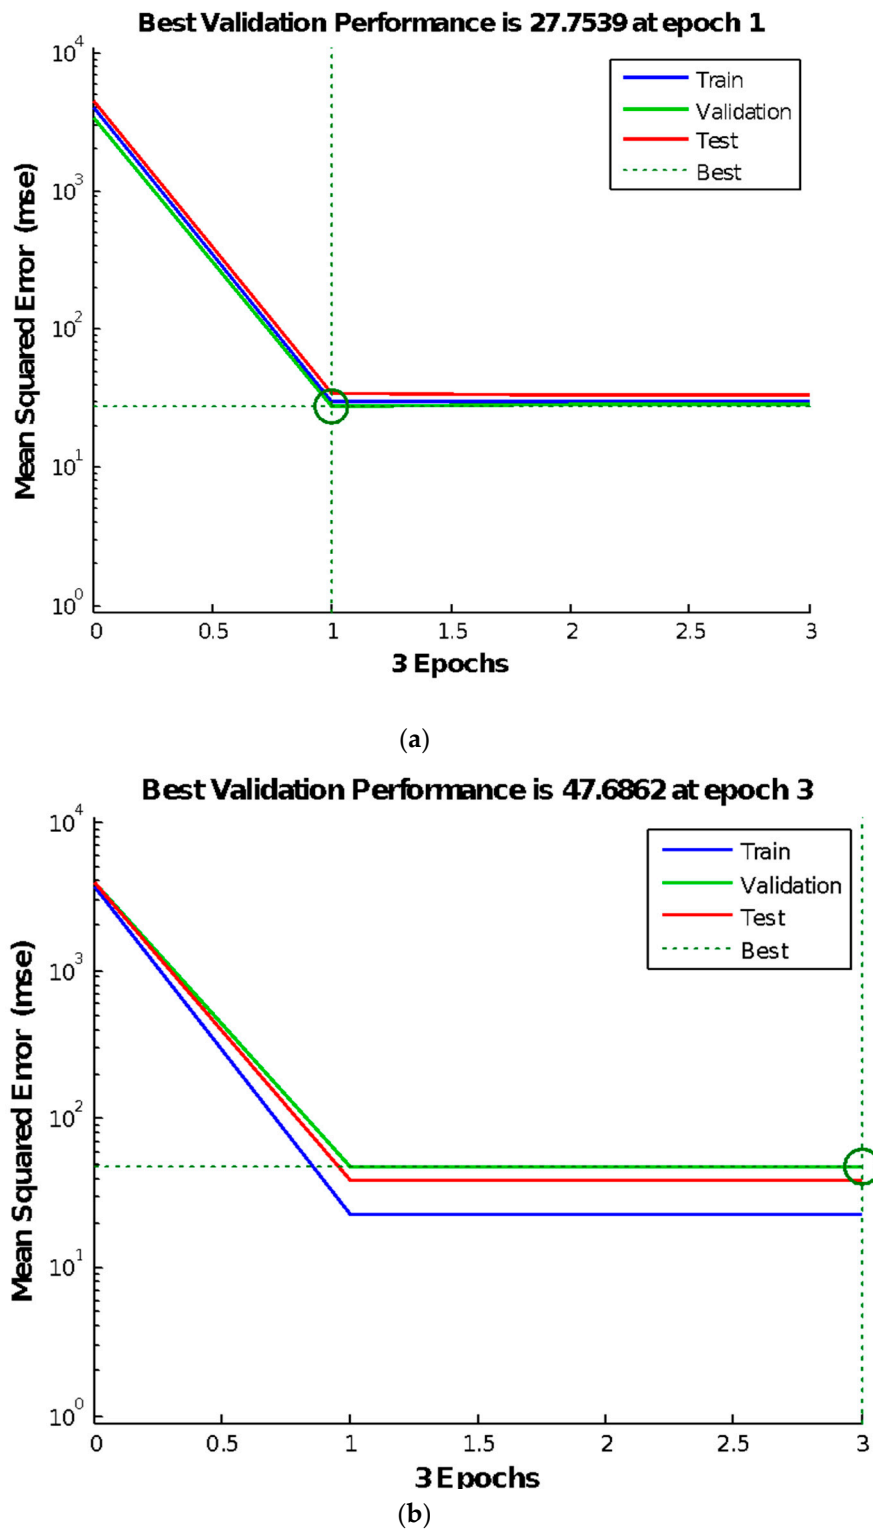 Best Validation Performance is 27.7539 at epoch 1
10^4
10^3
10^2
10^1
10^0
Mean Squared Error (mse)
Train
Validation
Test
Best
0 0.5 1 1.5 2 2.5 3
3 Epochs
(a)
Best Validation Performance is 47.6862 at epoch 3
10^4
10^3
10^2
10^1
10^0
Mean Squared Error (mse)
Train
Validation
Test
Best
0 0.5 1 1.5 2 2.5 3
3 Epochs
(b)